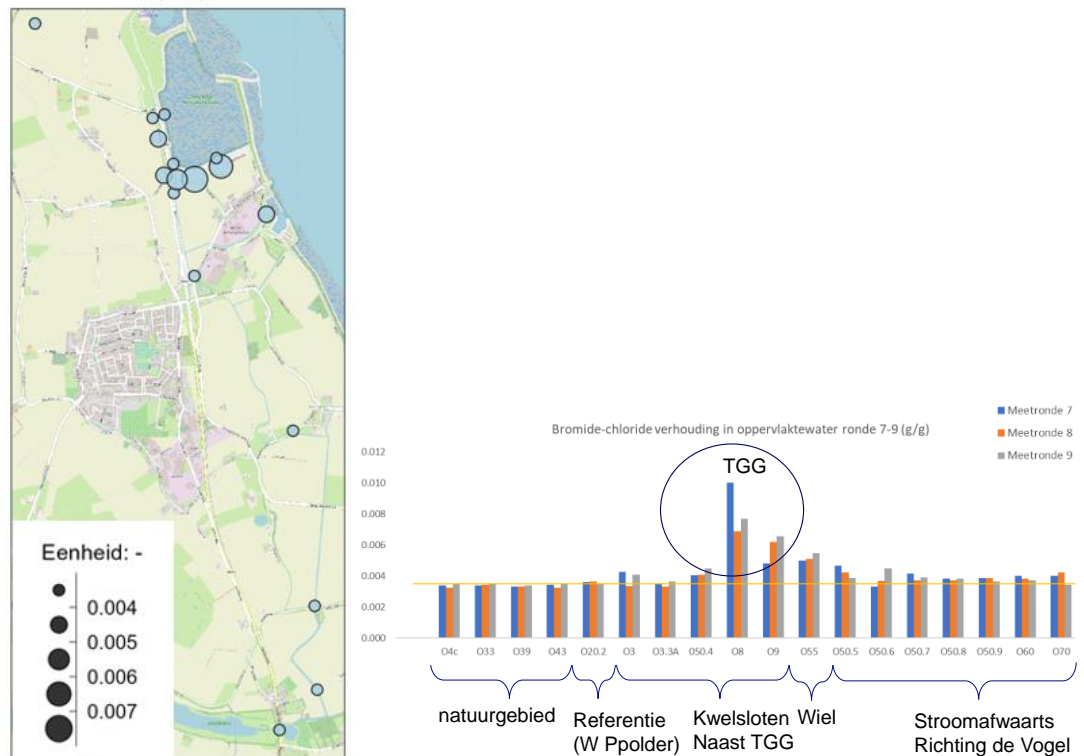 Eenheid: -
0.004
0.005
0.006
0.007
Bromide-chloride verhouding in oppervlaktewater ronde 7-9 (g/g)
Meetronde 7
Meetronde 8
Meetronde 9
TGG
0.012
0.010
0.008
0.006
0.004
0.002
0.000
O4c O33 O39 O43 O20.2 O3 O3.3A O50.4 O8 O9 O55 O50.5 O50.6 O50.7 O50.8 O50.9 O60 O70
natuurgebied
Referentie
(W Ppolder)
Kwelsloten
Naast TGG
Wiel
Stroomafwaarts
Richting de Vogel